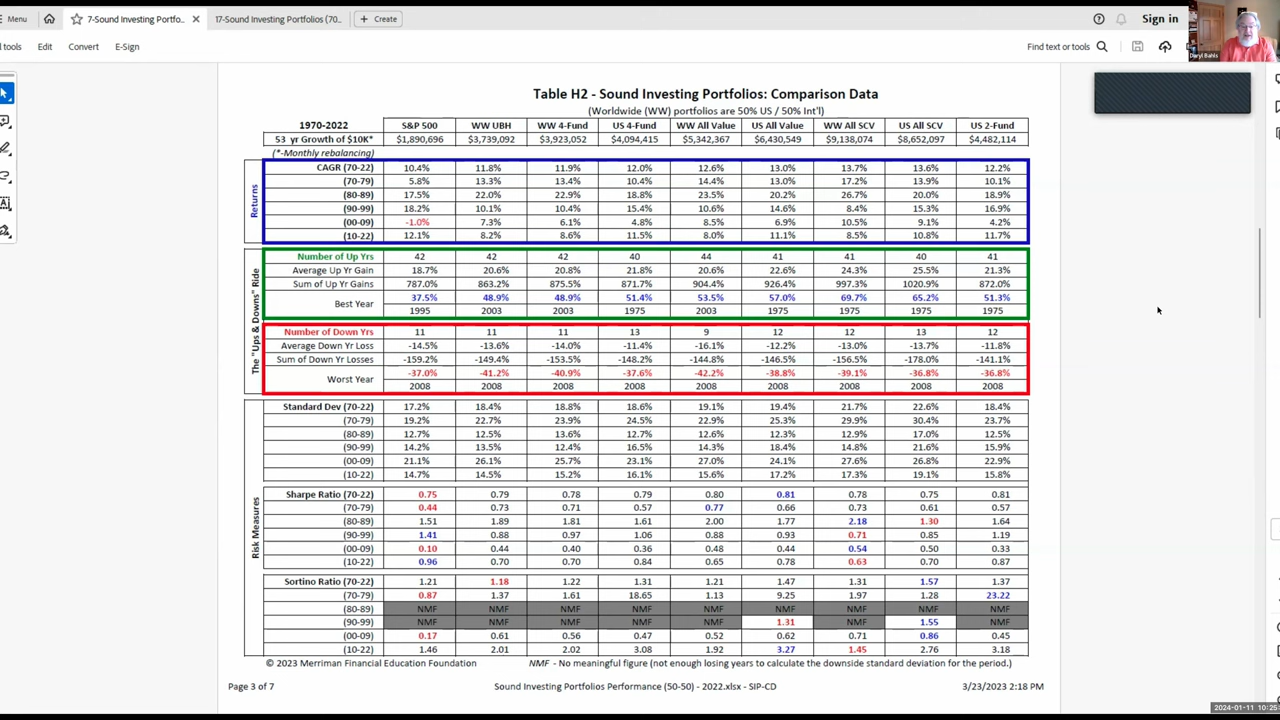 Menu 7-Sound Investing Portfo... 17-Sound Investing Portfolios (70... Create Sign in
tools Edit Convert E-Sign Find text or tools
Daryl Bahls
Table H2 - Sound Investing Portfolios: Comparison Data
(Worldwide (WW) portfolios are 50% US / 50% Int'l)
1970-2022 S&P 500 WW UBH WW 4-Fund US 4-Fund WW All Value US All Value WW All SCV US All SCV US 2-Fund
53 yr Growth of $10K* $1,890,696 $3,739,092 $3,923,052 $4,094,415 $5,342,367 $6,430,549 $9,138,074 $8,652,097 $4,482,114
(*-Monthly rebalancing)
Returns
CAGR (70-22) 10.4% 11.8% 11.9% 12.0% 12.6% 13.0% 13.7% 13.6% 12.2%
(70-79) 5.8% 13.3% 13.4% 10.4% 14.4% 13.0% 17.2% 13.9% 10.1%
(80-89) 17.5% 22.0% 22.9% 18.8% 23.5% 20.2% 26.7% 20.0% 18.9%
(90-99) 18.2% 10.1% 10.4% 15.4% 10.6% 14.6% 8.4% 15.3% 16.9%
(00-09) -1.0% 7.3% 6.1% 4.8% 8.5% 6.9% 10.5% 9.1% 4.2%
(10-22) 12.1% 8.2% 8.6% 11.5% 8.0% 11.1% 8.5% 10.8% 11.7%
The "Ups & Downs" Ride
Number of Up Yrs 42 42 42 40 44 41 41 40 41
Average Up Yr Gain 18.7% 20.6% 20.8% 21.8% 20.6% 22.6% 24.3% 25.5% 21.3%
Sum of Up Yr Gains 787.0% 863.2% 875.5% 871.7% 904.4% 926.4% 997.3% 1020.9% 872.0%
Best Year 37.5% 48.9% 48.9% 51.4% 53.5% 57.0% 69.7% 65.2% 51.3%
1995 2003 2003 1975 2003 1975 1975 1975 1975
Number of Down Yrs 11 11 11 13 9 12 12 13 12
Average Down Yr Loss -14.5% -13.6% -14.0% -11.4% -16.1% -12.2% -13.0% -13.7% -11.8%
Sum of Down Yr Losses -159.2% -149.4% -153.5% -148.2% -144.8% -146.5% -156.5% -178.0% -141.1%
Worst Year -37.0% -41.2% -40.9% -37.6% -42.2% -38.8% -39.1% -36.8% -36.8%
2008 2008 2008 2008 2008 2008 2008 2008 2008
Risk Measures
Standard Dev (70-22) 17.2% 18.4% 18.8% 18.6% 19.1% 19.4% 21.7% 22.6% 18.4%
(70-79) 19.2% 22.7% 23.9% 24.5% 22.9% 25.3% 29.9% 30.4% 23.7%
(80-89) 12.7% 12.5% 13.6% 12.7% 12.6% 12.3% 12.9% 17.0% 12.5%
(90-99) 14.2% 13.5% 12.4% 16.5% 14.3% 18.4% 14.8% 21.6% 15.9%
(00-09) 21.1% 26.1% 25.7% 23.1% 27.0% 24.1% 27.6% 26.8% 22.9%
(10-22) 14.7% 14.5% 15.2% 16.1% 15.6% 17.2% 17.3% 19.1% 15.8%
Sharpe Ratio (70-22) 0.75 0.79 0.78 0.79 0.80 0.81 0.78 0.75 0.81
(70-79) 0.44 0.73 0.71 0.57 0.77 0.66 0.73 0.61 0.57
(80-89) 1.51 1.89 1.81 1.61 2.00 1.77 2.18 1.30 1.64
(90-99) 1.41 0.88 0.97 1.06 0.88 0.93 0.71 0.85 1.19
(00-09) 0.10 0.44 0.40 0.36 0.48 0.44 0.54 0.50 0.33
(10-22) 0.96 0.70 0.70 0.84 0.65 0.78 0.63 0.70 0.87
Sortino Ratio (70-22) 1.21 1.18 1.22 1.31 1.21 1.47 1.31 1.57 1.37
(70-79) 0.87 1.37 1.61 18.65 1.13 9.25 1.97 1.28 23.22
(80-89) NMF NMF NMF NMF NMF NMF NMF NMF NMF
(90-99) NMF NMF NMF NMF NMF 1.31 NMF 1.55 NMF
(00-09) 0.17 0.61 0.56 0.47 0.52 0.62 0.71 0.86 0.45
(10-22) 1.46 2.01 2.02 3.08 1.92 3.27 1.45 2.76 3.18
© 2023 Merriman Financial Education Foundation NMF - No meaningful figure (not enough losing years to calculate the downside standard deviation for the period.)
Page 3 of 7 Sound Investing Portfolios Performance (50-50) - 2022.xlsx - SIP-CD 3/23/2023 2:18 PM